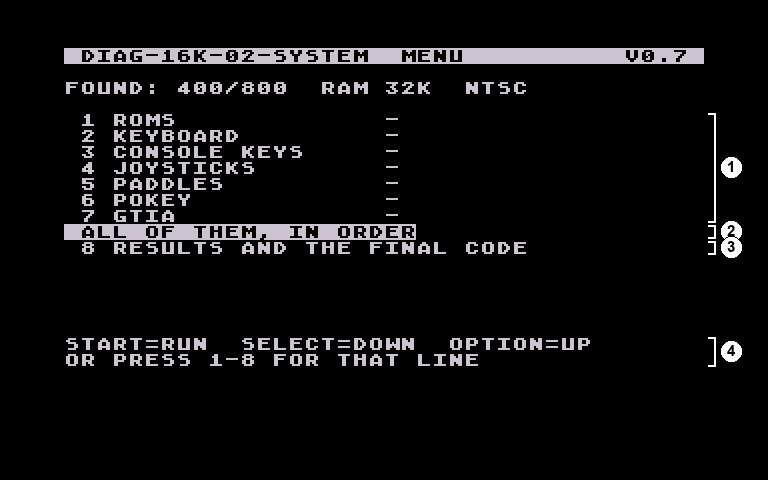 DIAG-16K-02-SYSTEM MENU V0.7
FOUND: 400/800 RAM 32K NTSC
1 ROMS -
2 KEYBOARD -
3 CONSOLE KEYS -
4 JOYSTICKS -
5 PADDLES -
6 POKEY -
7 GTIA -
1
ALL OF THEM, IN ORDER
2
8 RESULTS AND THE FINAL CODE
3
START=RUN SELECT=DOWN OPTION=UP
OR PRESS 1-8 FOR THAT LINE
4